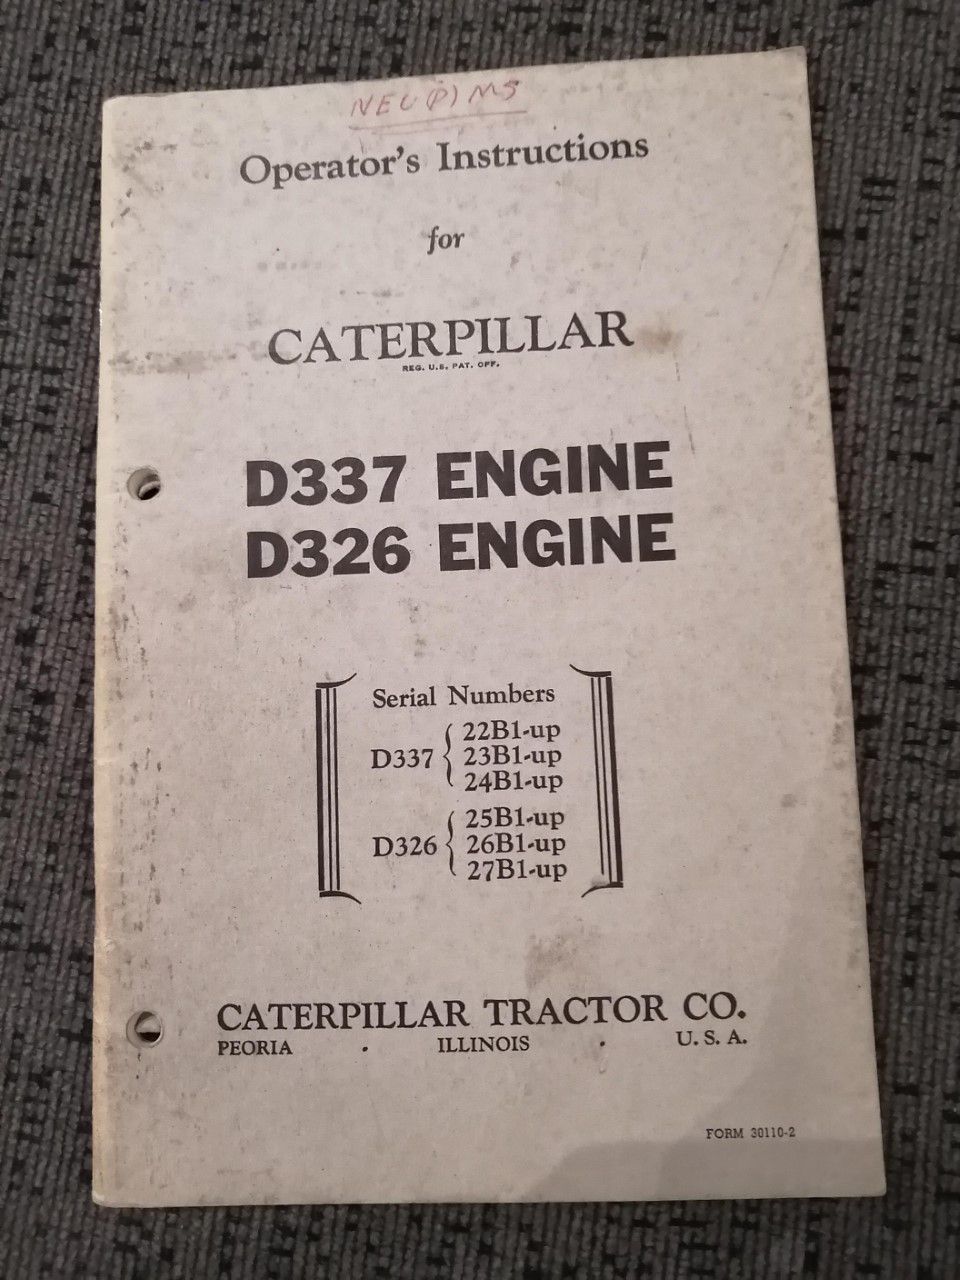 Operator's Instructions
for
CATERPILLAR
REG. U.S. PAT. OFF.
D337 ENGINE
D326 ENGINE
Serial Numbers
D337 { 22B1-up
23B1-up
24B1-up
D326 { 25B1-up
26B1-up
27B1-up
CATERPILLAR TRACTOR CO.
PEORIA . ILLINOIS . U. S. A.
FORM 30110-2